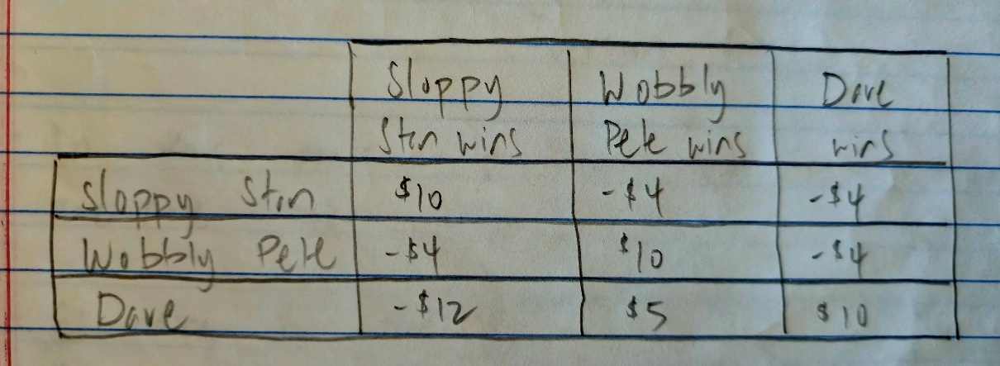 Sloppy Wobbly Dave
Stan wins Pete wins wins
Sloppy Stan $10 -$4 -$4
Wobbly Pete -$4 $10 -$4
Dave -$12 $5 $10